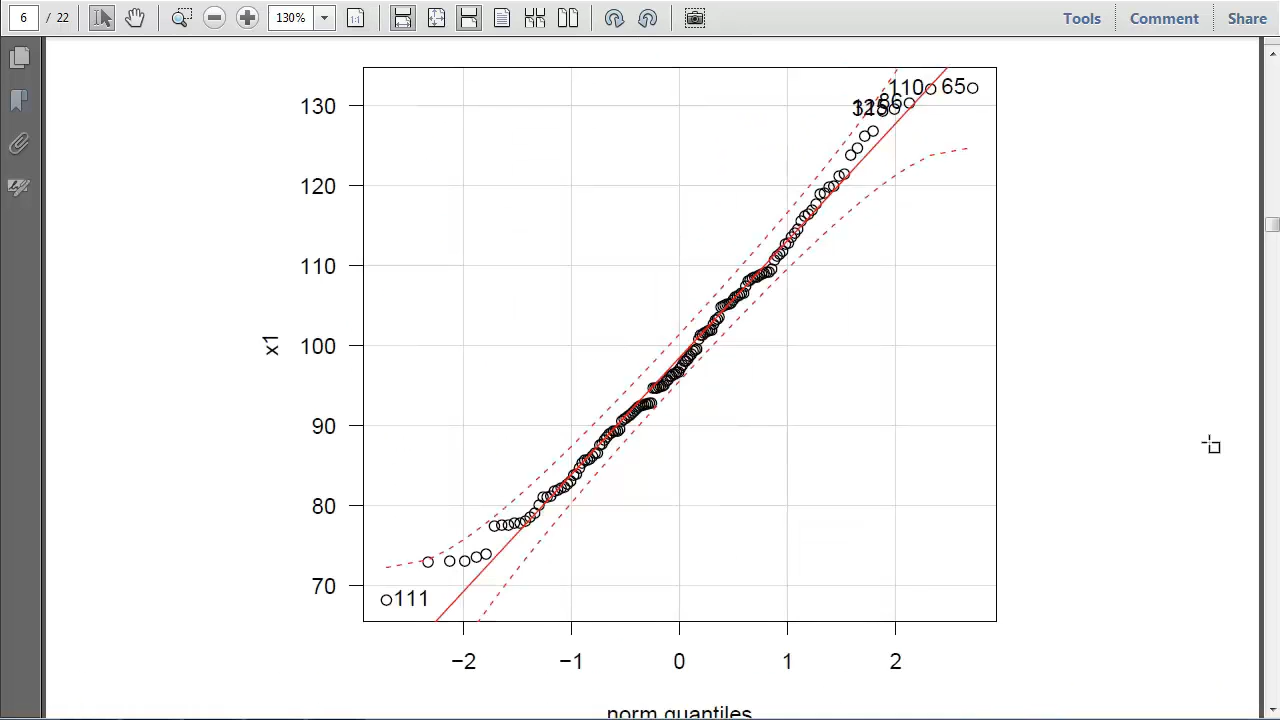 6 / 22 130% Tools Comment Share
130
120
110
100
90
80
70
x1
110 65
86
111
−2 −1 0 1 2
norm quantiles